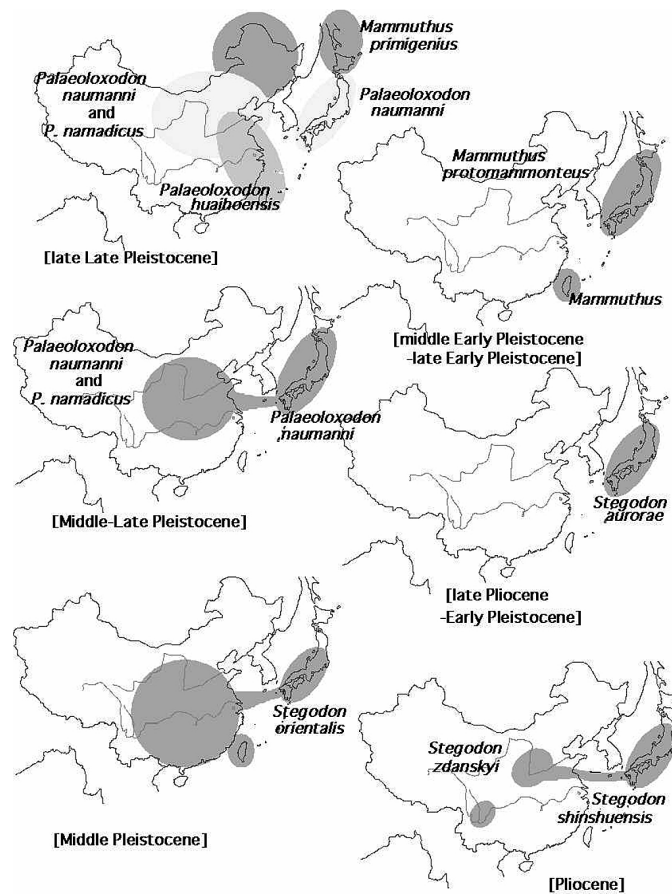 Mammuthus
primigenius
Palaeoloxodon
naumanni
and
P. namadicus
Palaeoloxodon
naumanni
Palaeoloxodon
huaihoensis
[late Late Pleistocene]
Mammuthus
protomammonteus
Mammuthus
[middle Early Pleistocene
-late Early Pleistocene]
Palaeoloxodon
naumanni
and
P. namadicus
Palaeoloxodon
naumanni
[Middle-Late Pleistocene]
Stegodon
aurorae
[late Pliocene
-Early Pleistocene]
Stegodon
orientalis
[Middle Pleistocene]
Stegodon
zdanskyi
Stegodon
shinshuensis
[Pliocene]